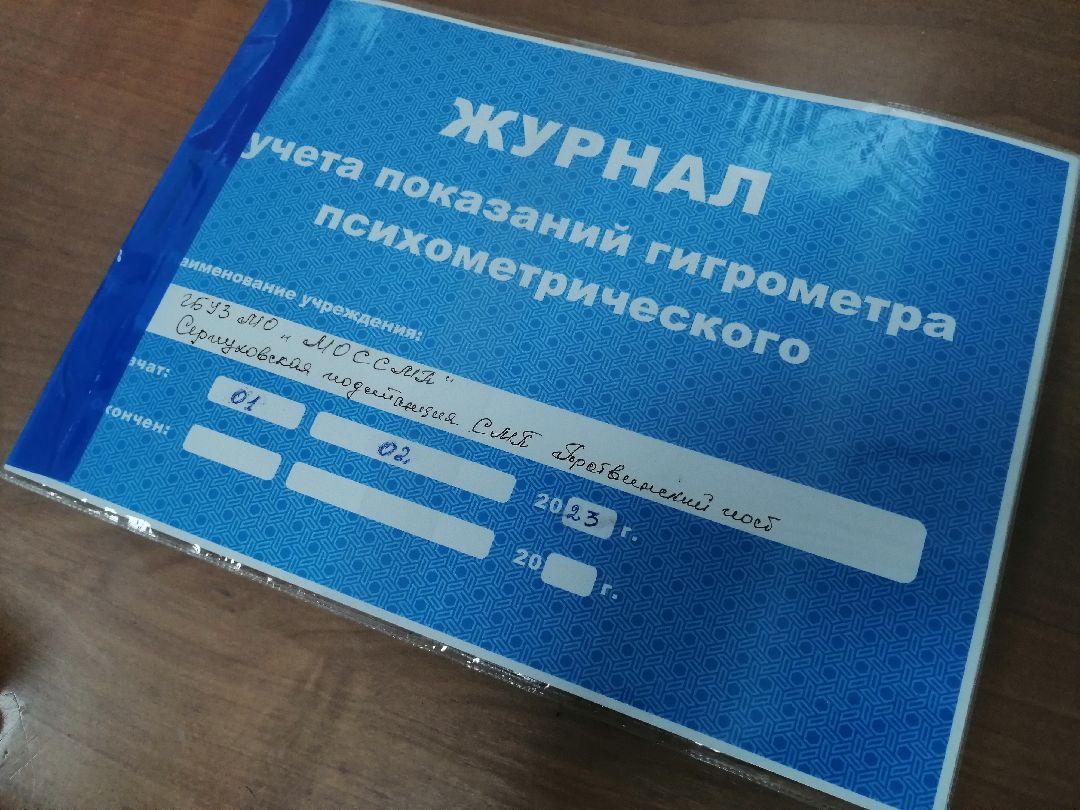 ЖУРНАЛ
учета показаний гигрометра
психометрического
аименование учреждения:
ГБУЗ МО „МОССМП"
Серпуховская подстанция СМП Протвинский пост
ачат: 01 02. 2023 г.
кончен: 20 г.